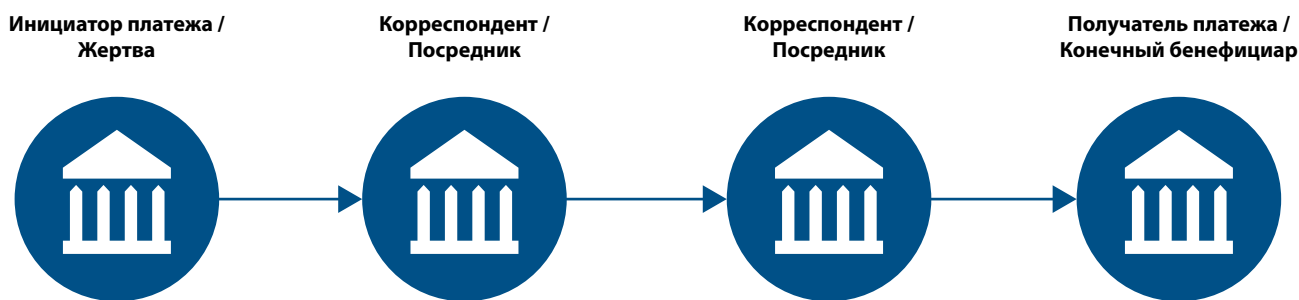 Инициатор платежа /
Жертва
Корреспондент /
Посредник
Корреспондент /
Посредник
Получатель платежа /
Конечный бенефициар